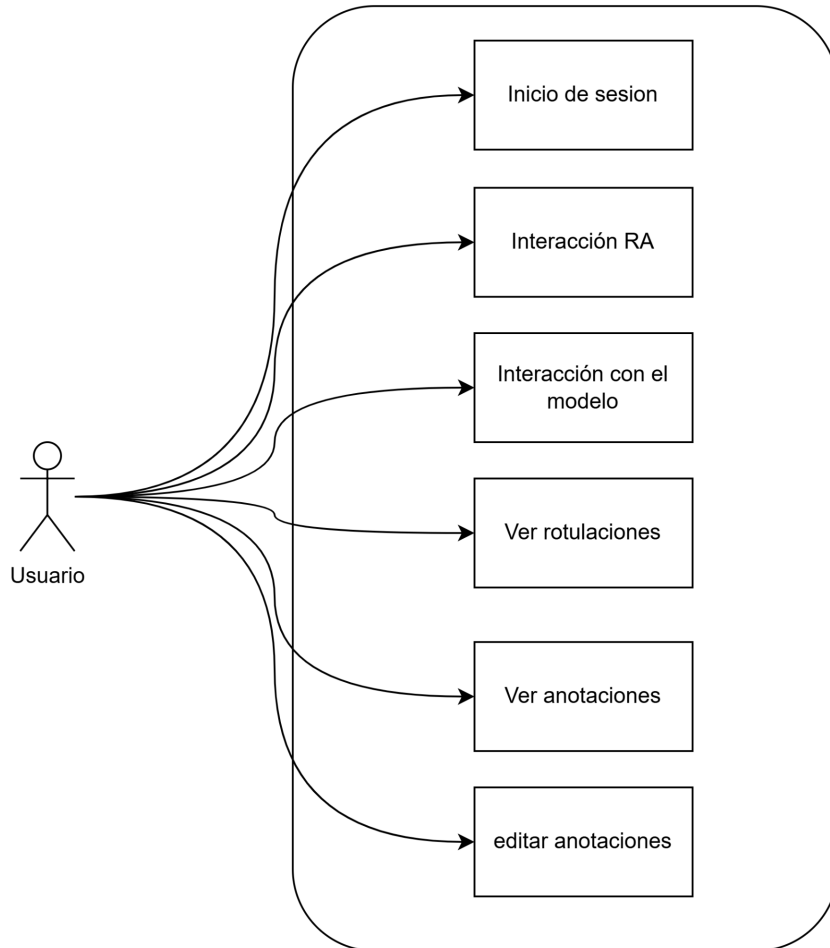 Inicio de sesion
Interacción RA
Interacción con el
modelo
Usuario
Ver rotulaciones
Ver anotaciones
editar anotaciones